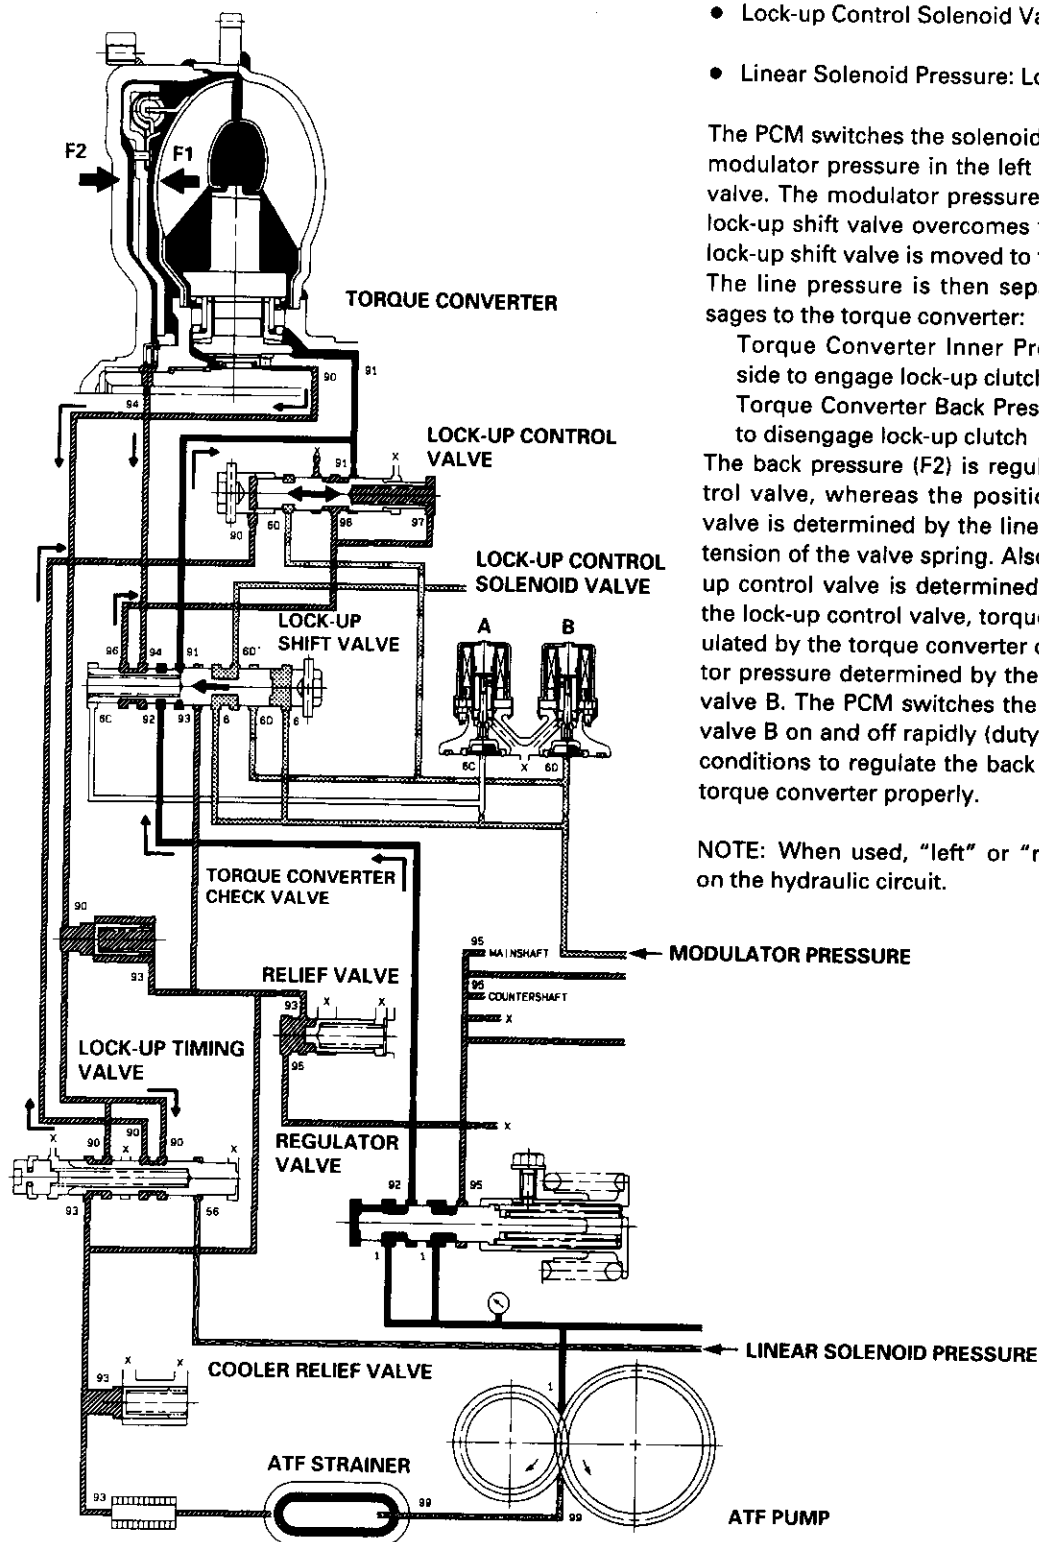 ● Lock-up Control Solenoid Va
● Linear Solenoid Pressure: Lo
The PCM switches the solenoid
modulator pressure in the left
valve. The modulator pressure
lock-up shift valve overcomes t
lock-up shift valve is moved to t
The line pressure is then sepa
sages to the torque converter:
Torque Converter Inner Pre
side to engage lock-up clutch
Torque Converter Back Press
to disengage lock-up clutch
The back pressure (F2) is regul
trol valve, whereas the positio
valve is determined by the line
tension of the valve spring. Also
up control valve is determined
the lock-up control valve, torque
ulated by the torque converter c
tor pressure determined by the
valve B. The PCM switches the
valve B on and off rapidly (duty
conditions to regulate the back
torque converter properly.
NOTE: When used, "left" or "r
on the hydraulic circuit.
F2 F1
TORQUE CONVERTER
90 91
94
LOCK-UP CONTROL
VALVE
X 91 X
90 6D 96 97
LOCK-UP CONTROL
SOLENOID VALVE
LOCK-UP
SHIFT VALVE
A B
96 94 91 6D'
6C 92 93 6 6D 6
6C X 6D
TORQUE CONVERTER
CHECK VALVE
90
93
95
MAINSHAFT
MODULATOR PRESSURE
95
COUNTERSHAFT
X
RELIEF VALVE
93 X X
95
X
LOCK-UP TIMING
VALVE
X 90 90 X 90 X
93 56
REGULATOR
VALVE
92 95
1 1
LINEAR SOLENOID PRESSURE
COOLER RELIEF VALVE
93 X X
1
ATF STRAINER
93 99 99
ATF PUMP